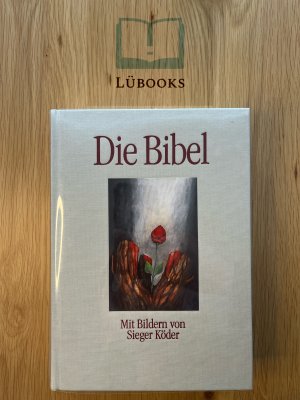 LÜBOOKS
Die Bibel
Mit Bildern von
Sieger Köder